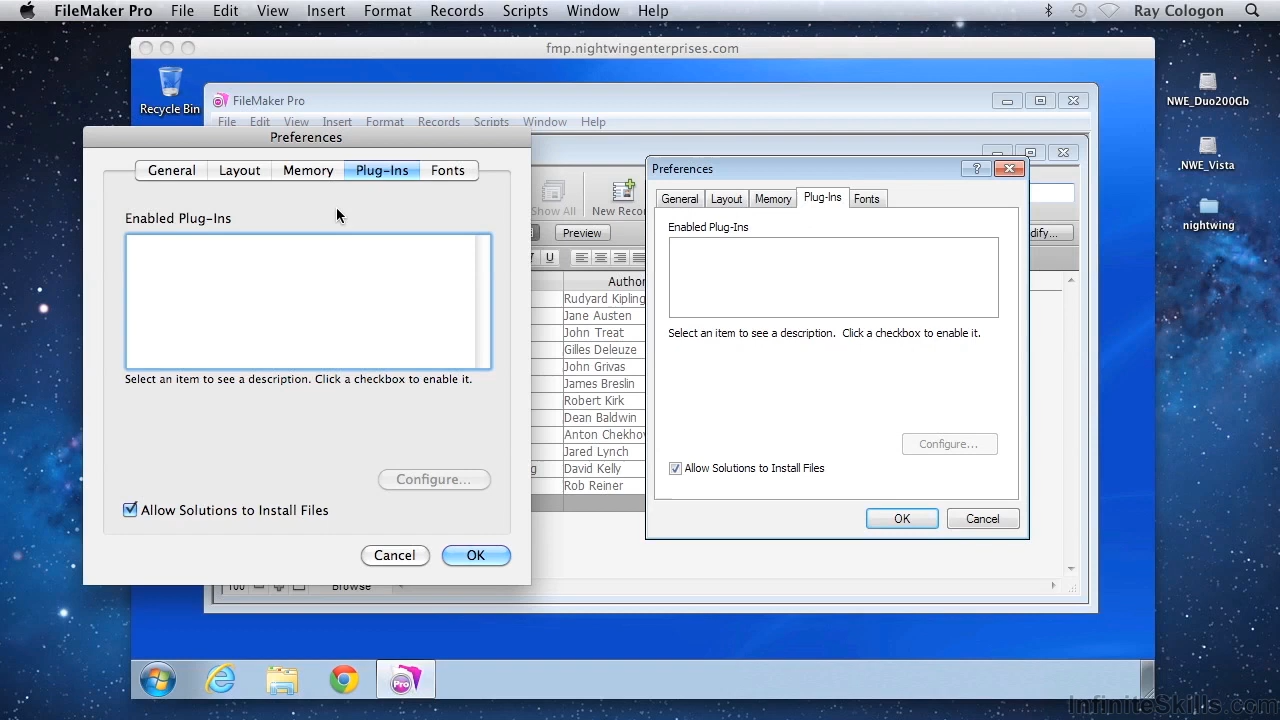 FileMaker Pro File Edit View Insert Format Records Scripts Window Help Ray Cologon
fmp.nightwingenterprises.com
Recycle Bin
FileMaker Pro
File Edit View Insert Format Records Scripts Window Help
Preferences
General Layout Memory Plug-Ins Fonts
Enabled Plug-Ins
Select an item to see a description. Click a checkbox to enable it.
Configure...
Allow Solutions to Install Files
Cancel OK
Show All
New Recor
Preview
U
Author
Rudyard Kipling
Jane Austen
John Treat
Gilles Deleuze
John Grivas
James Breslin
Robert Kirk
Dean Baldwin
Anton Chekhov
Jared Lynch
g David Kelly
Rob Reiner
100 Browse
Preferences
General Layout Memory Plug-Ins Fonts
Enabled Plug-Ins
Select an item to see a description. Click a checkbox to enable it.
Configure...
Allow Solutions to Install Files
OK Cancel
dify...
NWE_Duo200Gb
.NWE_Vista
nightwing
Pro
InfiniteSkills.com